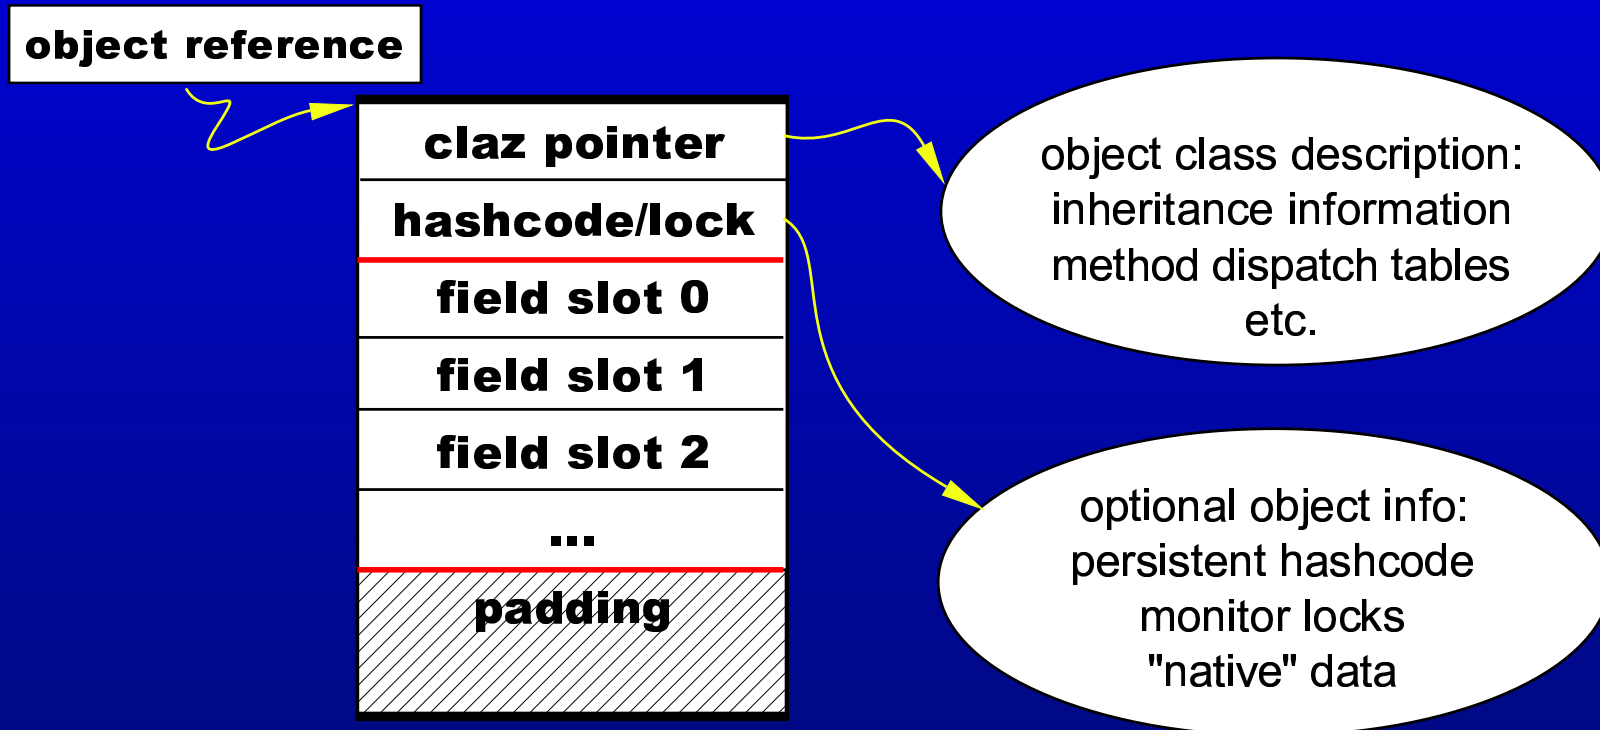 object reference
claz pointer
hashcode/lock
field slot 0
field slot 1
field slot 2
...
padding
object class description:
inheritance information
method dispatch tables
etc.
optional object info:
persistent hashcode
monitor locks
"native" data